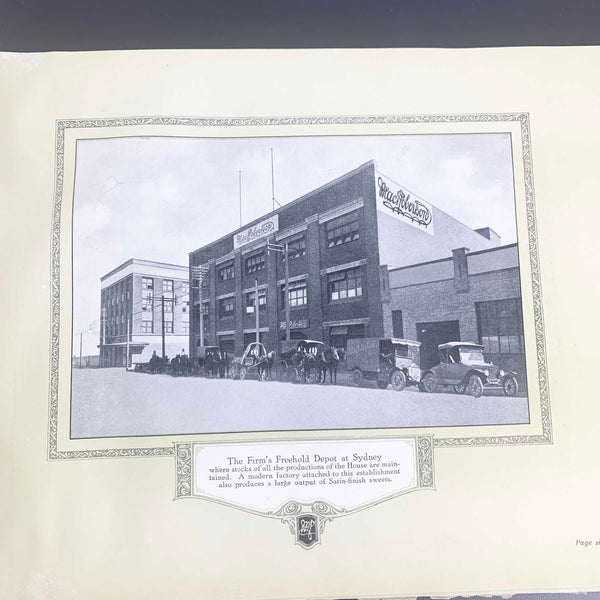 MacRobertson's
MacRobertson's
The Firm's Freehold Depot at Sydney
where stocks of all the productions of the House are main-
tained. A modern factory attached to this establishment
also produces a large output of Satin-finish sweets.
Page